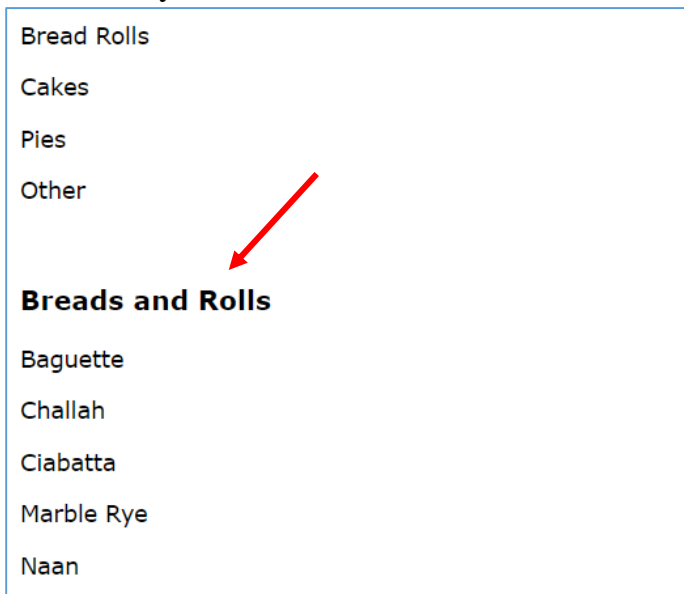 Bread Rolls
Cakes
Pies
Other
Breads and Rolls
Baguette
Challah
Ciabatta
Marble Rye
Naan